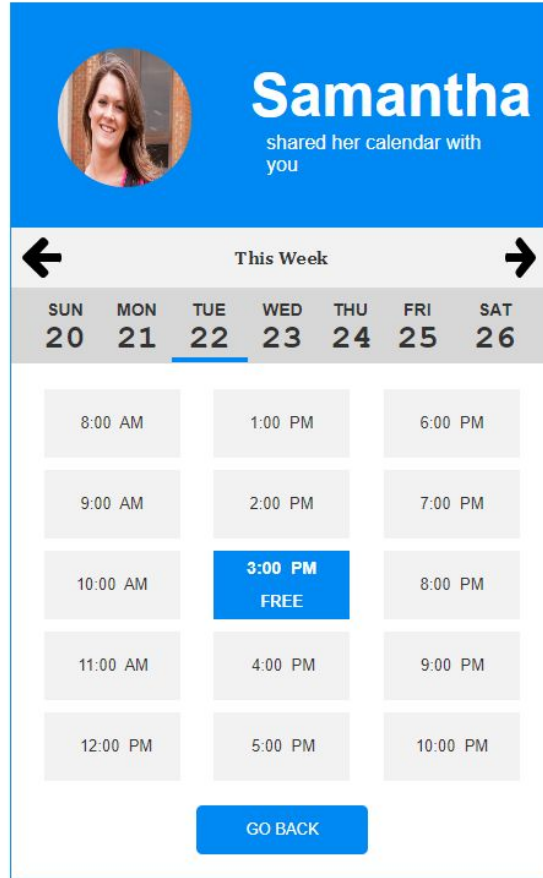 Samantha
shared her calendar with
you
This Week
SUN MON TUE WED THU FRI SAT
20 21 22 23 24 25 26
8:00 AM 1:00 PM 6:00 PM
9:00 AM 2:00 PM 7:00 PM
10:00 AM 3:00 PM 8:00 PM
FREE
11:00 AM 4:00 PM 9:00 PM
12:00 PM 5:00 PM 10:00 PM
GO BACK